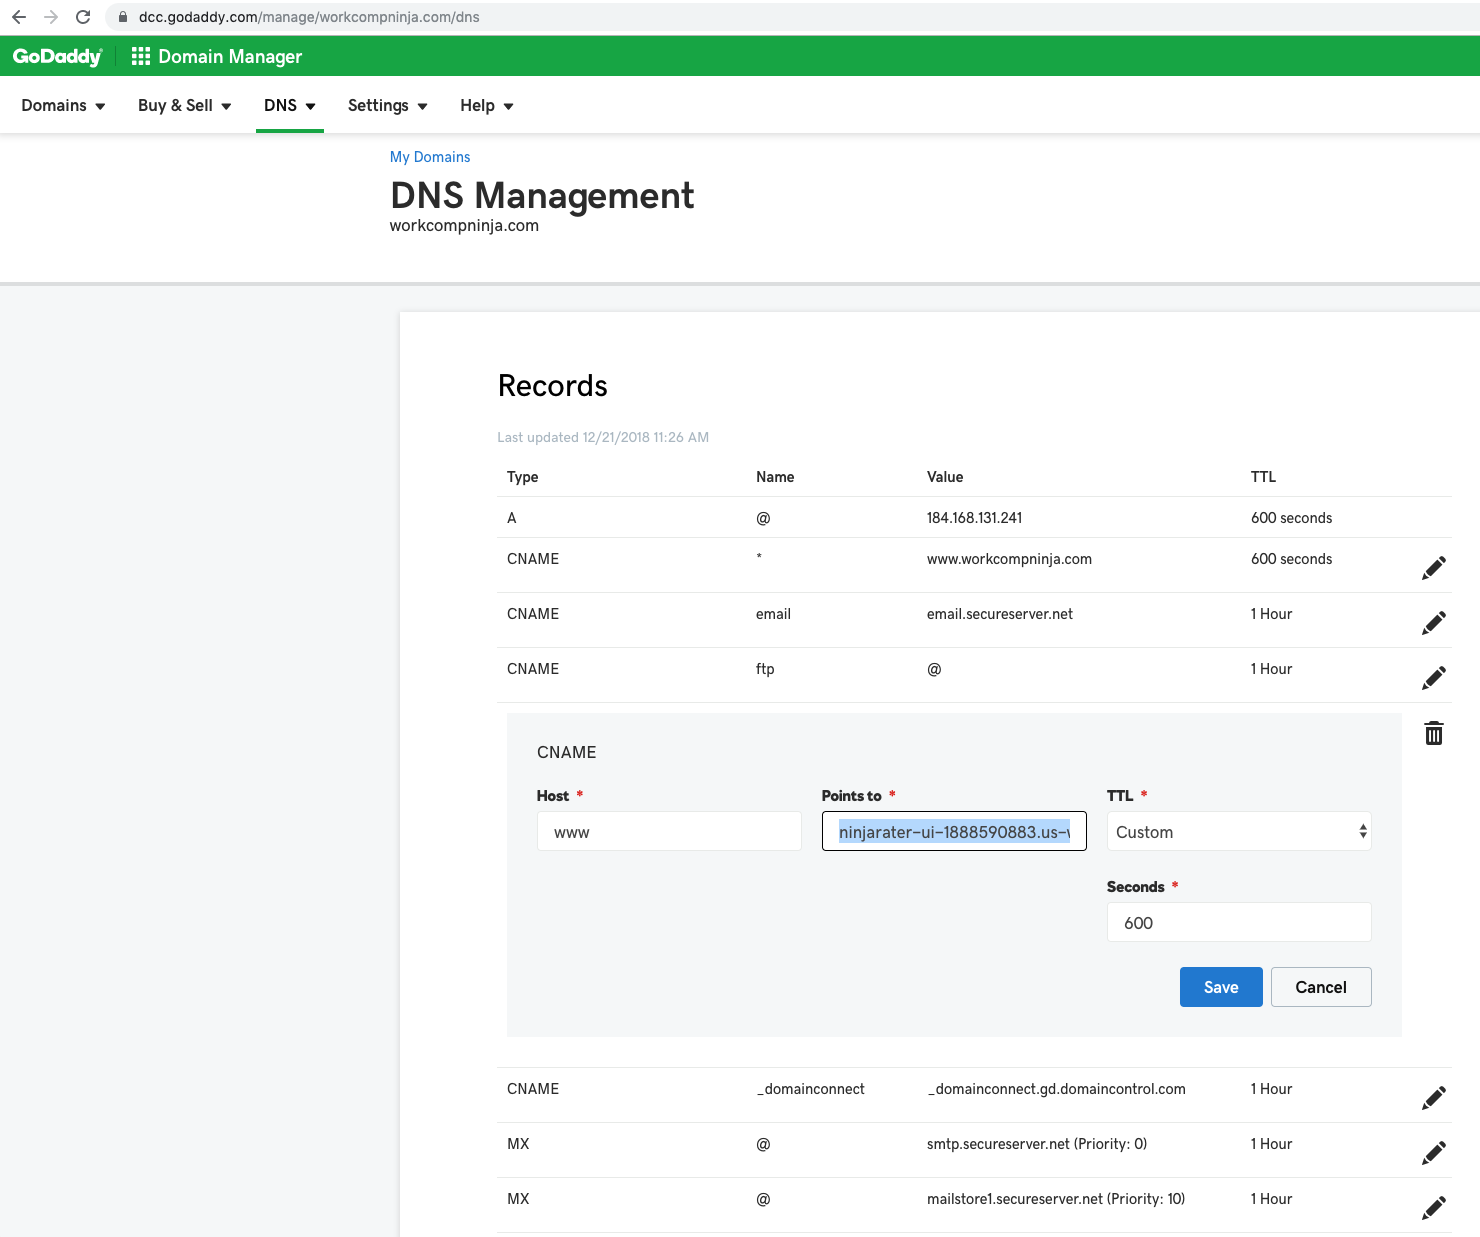 dcc.godaddy.com/manage/workcompninja.com/dns
GoDaddy Domain Manager
Domains Buy & Sell DNS Settings Help
My Domains
DNS Management
workcompninja.com
Records
Last updated 12/21/2018 11:26 AM
Type Name Value TTL
A @ 184.168.131.241 600 seconds
CNAME * www.workcompninja.com 600 seconds
CNAME email email.secureserver.net 1 Hour
CNAME ftp @ 1 Hour
CNAME
Host * Points to * TTL *
www ninjarater-ui-1888590883.us-w Custom
Seconds *
600
Save Cancel
CNAME _domainconnect _domainconnect.gd.domaincontrol.com 1 Hour
MX @ smtp.secureserver.net (Priority: 0) 1 Hour
MX @ mailstore1.secureserver.net (Priority: 10) 1 Hour